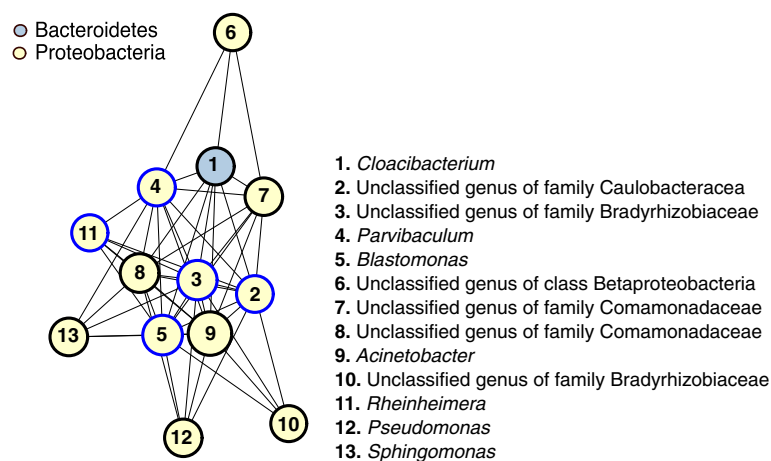 Bacteroidetes
Proteobacteria
6
1
4
7
11
8
3
2
13
5
9
12
10
1. Cloacibacterium
2. Unclassified genus of family Caulobacteracea
3. Unclassified genus of family Bradyrhizobiaceae
4. Parvibaculum
5. Blastomonas
6. Unclassified genus of class Betaproteobacteria
7. Unclassified genus of family Comamonadaceae
8. Unclassified genus of family Comamonadaceae
9. Acinetobacter
10. Unclassified genus of family Bradyrhizobiaceae
11. Rheinheimera
12. Pseudomonas
13. Sphingomonas